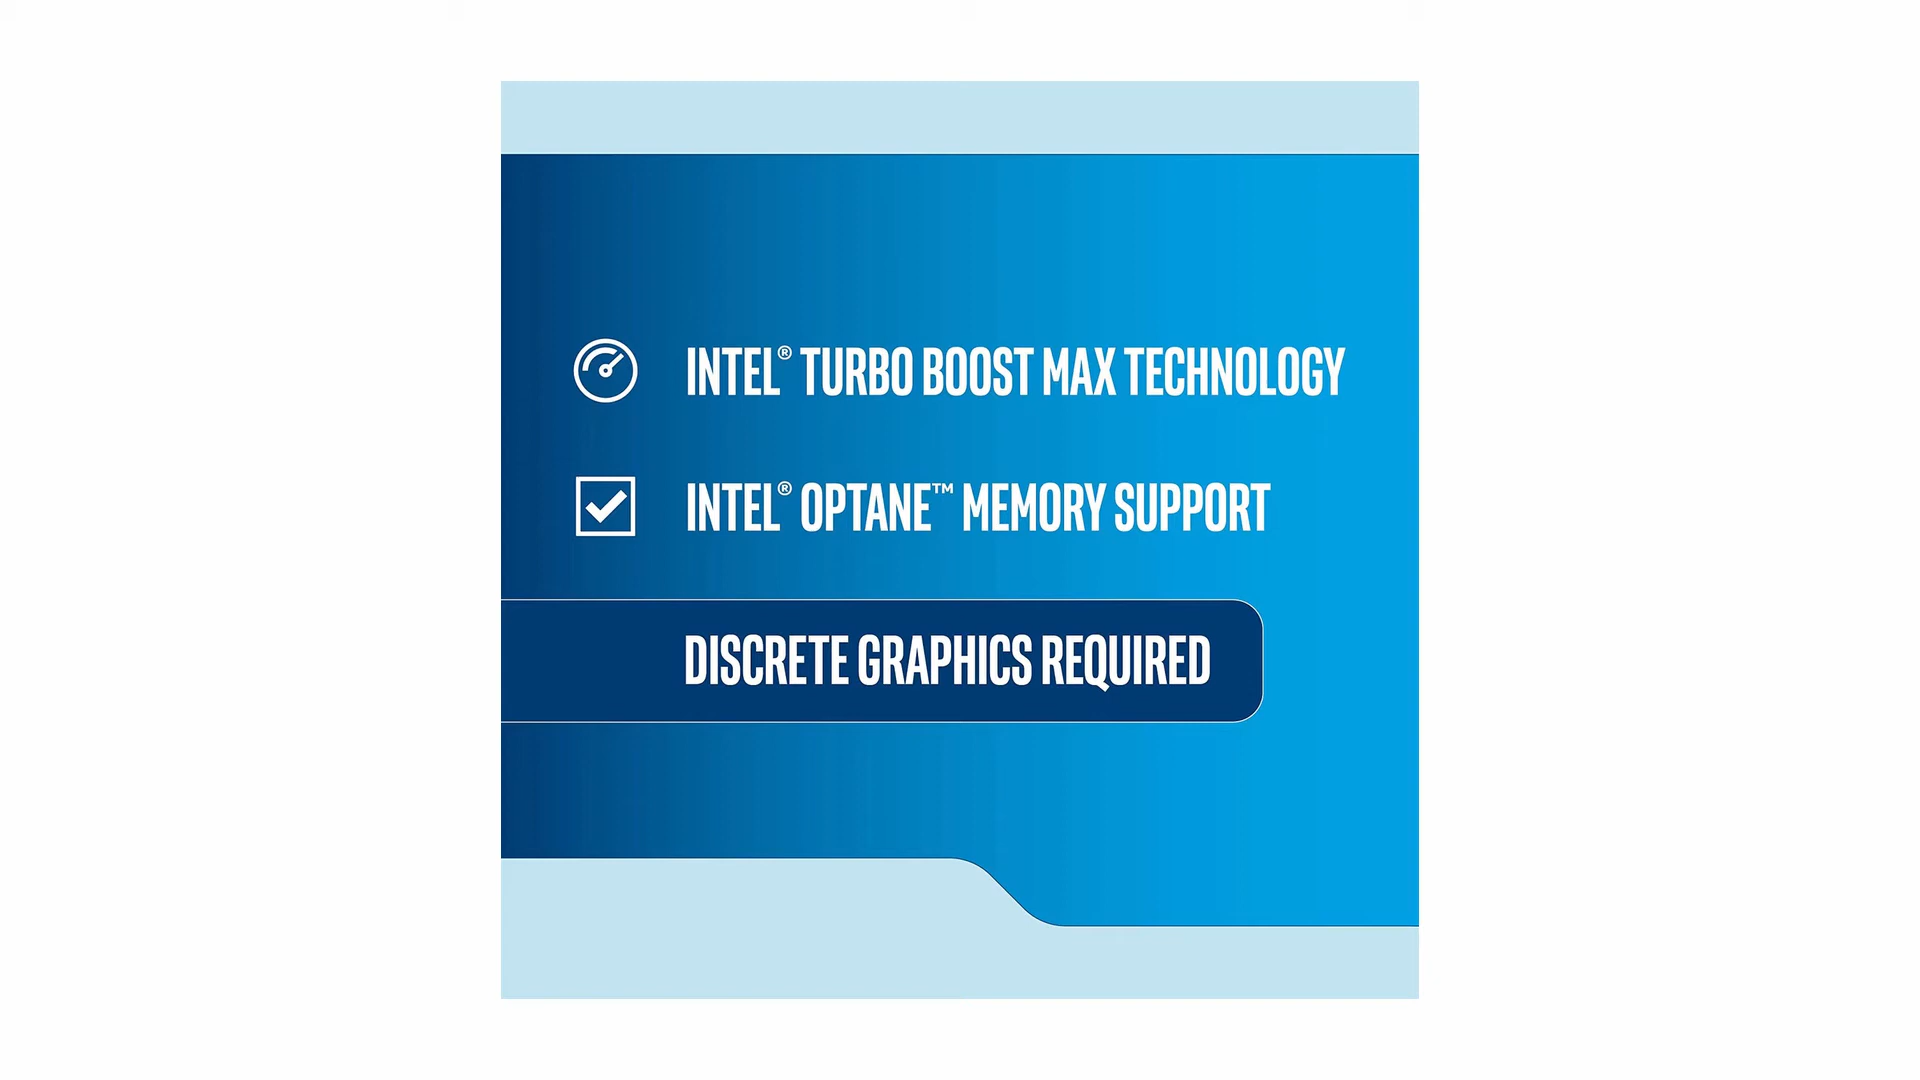 INTEL® TURBO BOOST MAX TECHNOLOGY
INTEL® OPTANE™ MEMORY SUPPORT
DISCRETE GRAPHICS REQUIRED